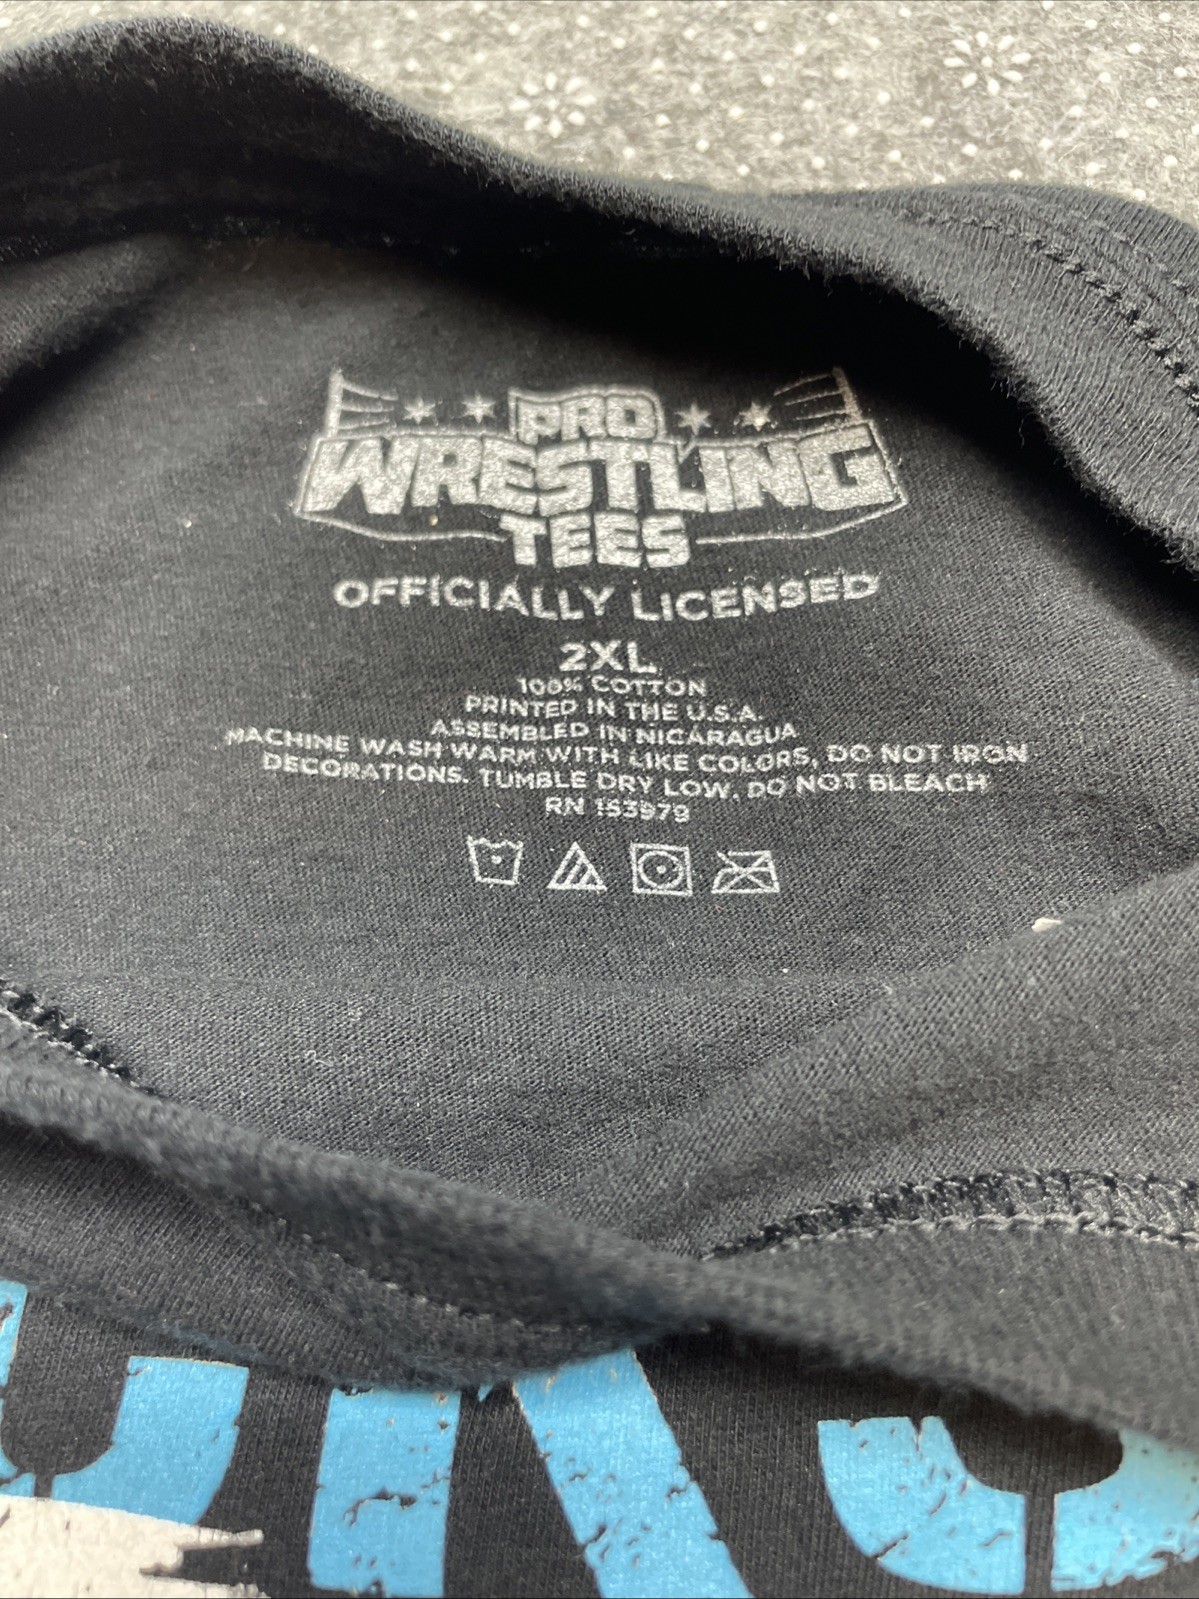 PRO
WRESTLING
TEES
OFFICIALLY LICENSED
2XL
100% COTTON
PRINTED IN THE U.S.A.
ASSEMBLED IN NICARAGUA
MACHINE WASH WARM WITH LIKE COLORS, DO NOT IRON
DECORATIONS. TUMBLE DRY LOW. DO NOT BLEACH
RN 153979